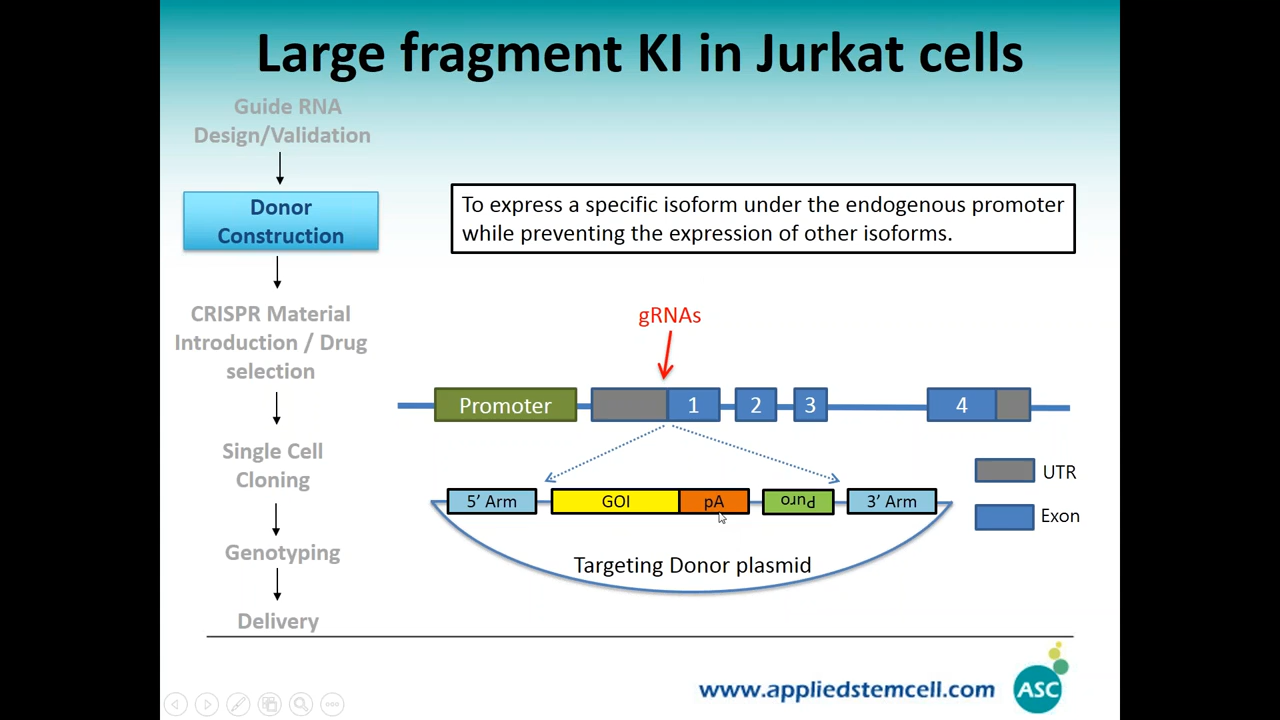 Large fragment KI in Jurkat cells
Guide RNA
Design/Validation
Donor
Construction
CRISPR Material
Introduction / Drug
selection
Single Cell
Cloning
Genotyping
Delivery
To express a specific isoform under the endogenous promoter
while preventing the expression of other isoforms.
gRNAs
Promoter
1
2
3
4
5’ Arm
GOI
pA
Puro
3’ Arm
Targeting Donor plasmid
UTR
Exon
www.appliedstemcell.com
ASC